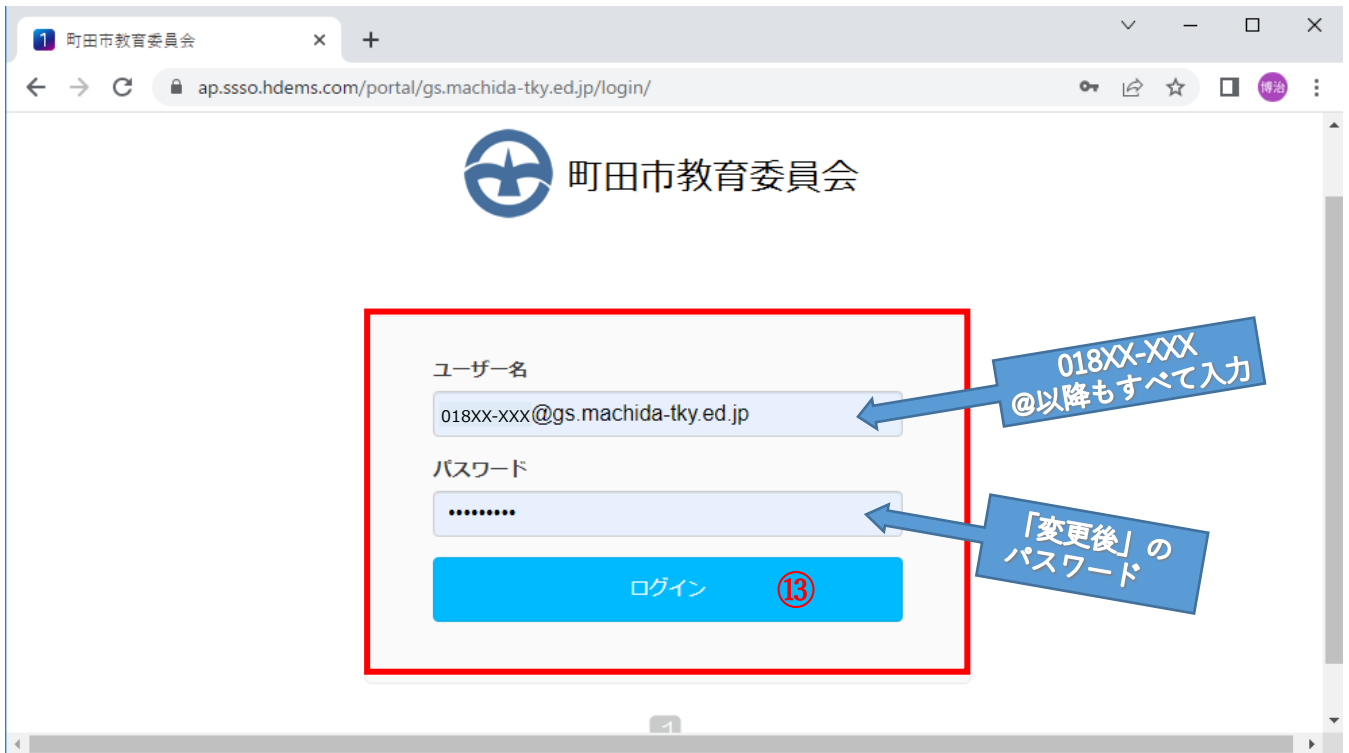 町田市教育委員会
ap.ssso.hdems.com/portal/gs.machida-tky.ed.jp/login/
博治
町田市教育委員会
ユーザー名
018XX-XXX@gs.machida-tky.ed.jp
018XX-XXX
@以降もすべて入力
パスワード
•••••••••
「変更後」の
パスワード
ログイン ⑬
1